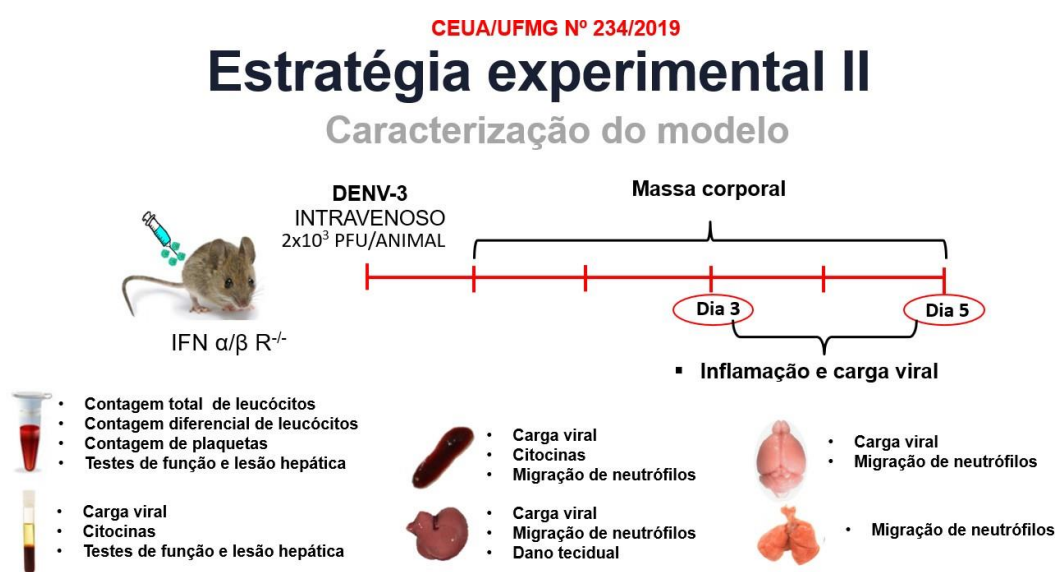 CEUA/UFMG Nº 234/2019
Estratégia experimental II
Caracterização do modelo
DENV-3
INTRAVENOSO
2x10³ PFU/ANIMAL
Massa corporal
IFN α/β R⁻/⁻
Dia 3
Dia 5
▪ Inflamação e carga viral
• Contagem total de leucócitos
• Contagem diferencial de leucócitos
• Contagem de plaquetas
• Testes de função e lesão hepática
• Carga viral
• Citocinas
• Testes de função e lesão hepática
• Carga viral
• Citocinas
• Migração de neutrófilos
• Carga viral
• Migração de neutrófilos
• Dano tecidual
• Carga viral
• Migração de neutrófilos
• Migração de neutrófilos